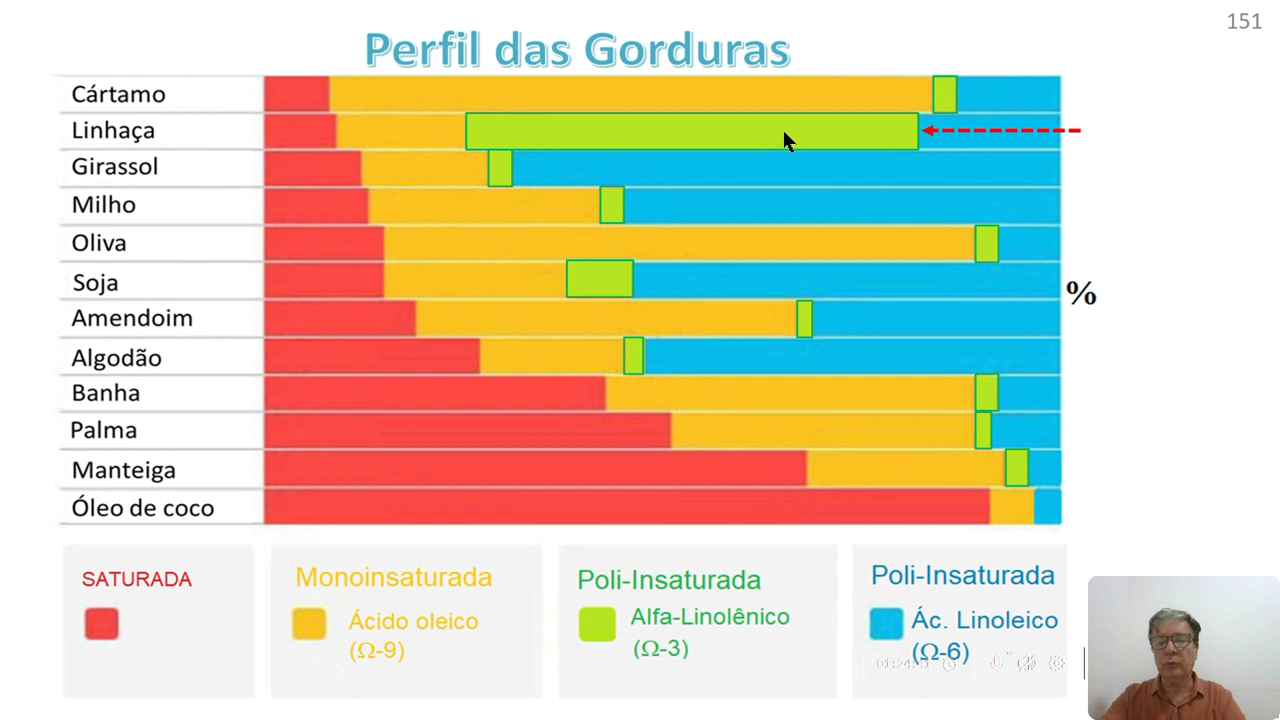 151
Perfil das Gorduras
Cártamo
Linhaça
Girassol
Milho
Oliva
Soja
%
Amendoim
Algodão
Banha
Palma
Manteiga
Óleo de coco
SATURADA
Monoinsaturada
Ácido oleico
(Ω-9)
Poli-Insaturada
Alfa-Linolênico
(Ω-3)
Poli-Insaturada
Ác. Linoleico
(Ω-6)